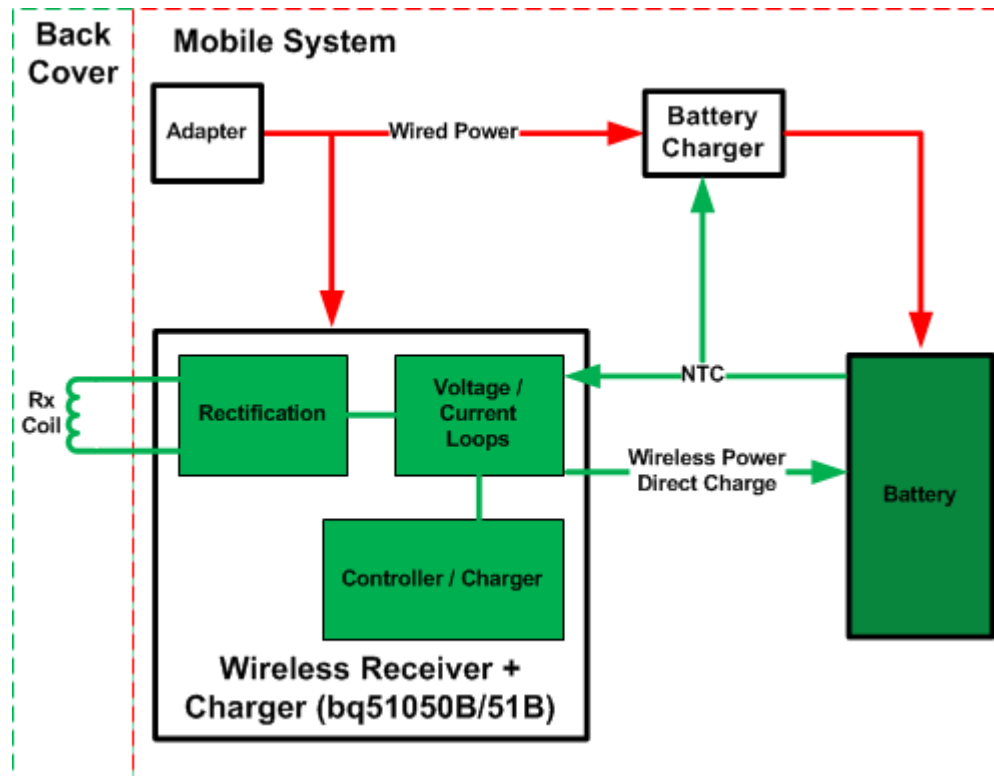 Back
Cover
Mobile System
Adapter
Wired Power
Battery
Charger
Rx
Coil
Rectification
Voltage /
Current
Loops
NTC
Wireless Power
Direct Charge
Battery
Controller / Charger
Wireless Receiver +
Charger (bq51050B/51B)